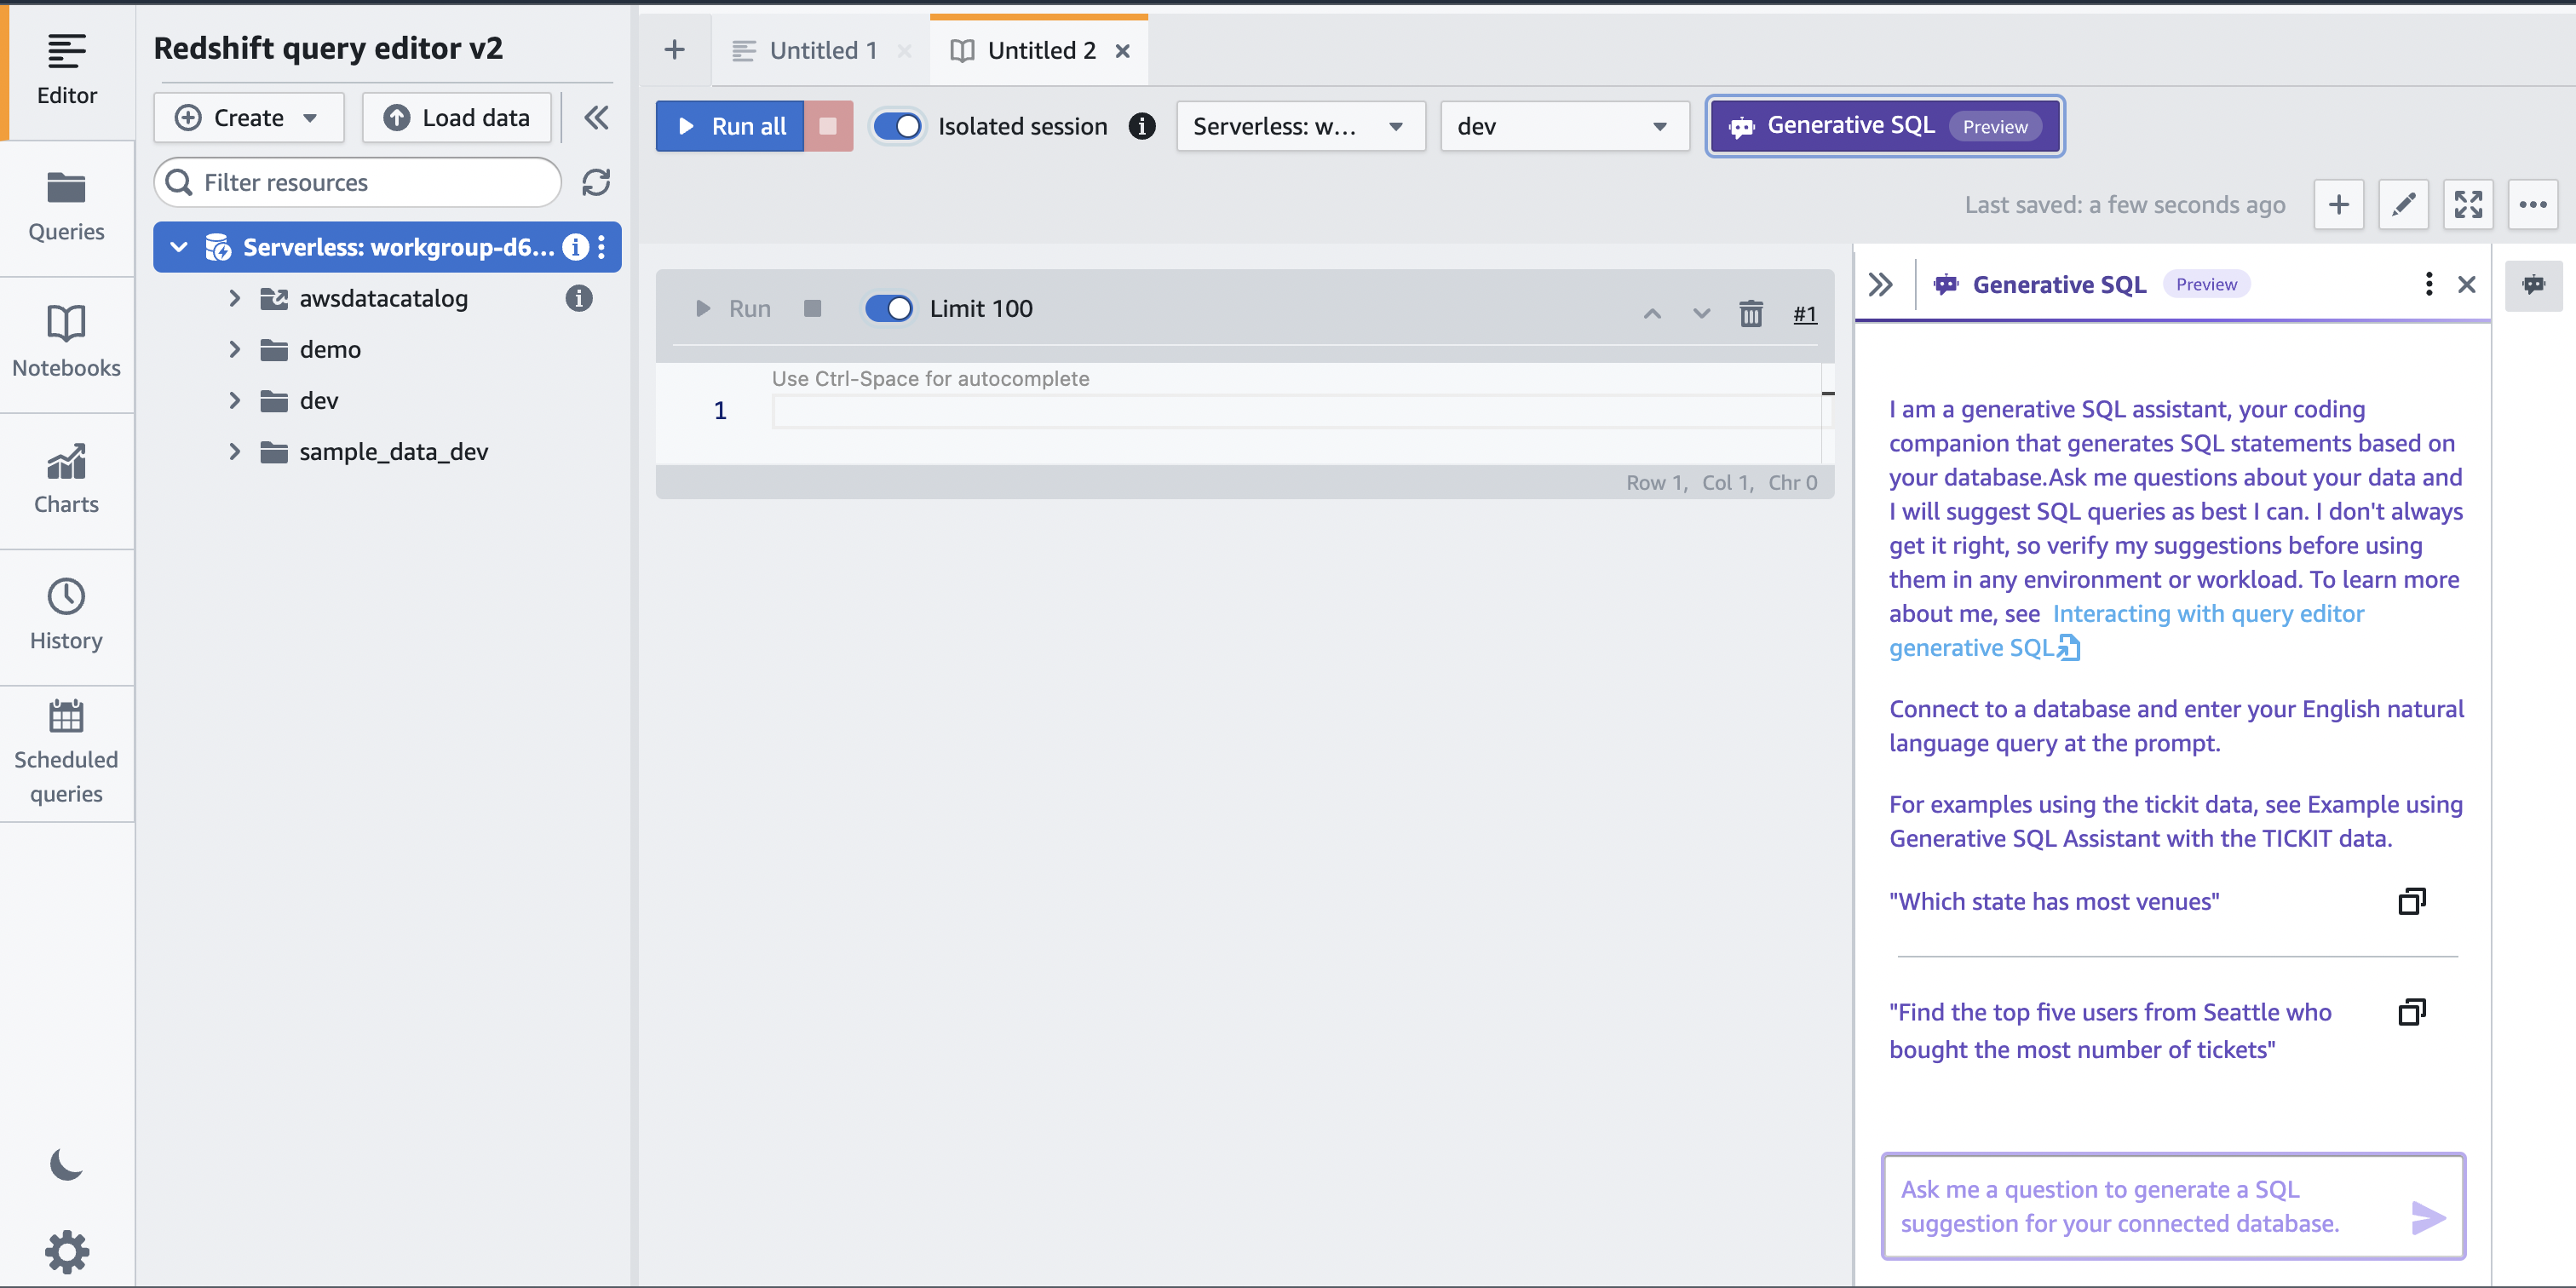 Editor
Queries
Notebooks
Charts
History
Scheduled
queries
Redshift query editor v2
Create
Load data
Filter resources
Serverless: workgroup-d6...
awsdatacatalog
demo
dev
sample_data_dev
Untitled 1
Untitled 2
Run all
Isolated session
Serverless: w...
dev
Generative SQL Preview
Last saved: a few seconds ago
Run
Limit 100
#1
Use Ctrl-Space for autocomplete
1
Row 1, Col 1, Chr 0
Generative SQL Preview
I am a generative SQL assistant, your coding
companion that generates SQL statements based on
your database.Ask me questions about your data and
I will suggest SQL queries as best I can. I don't always
get it right, so verify my suggestions before using
them in any environment or workload. To learn more
about me, see Interacting with query editor
generative SQL
Connect to a database and enter your English natural
language query at the prompt.
For examples using the tickit data, see Example using
Generative SQL Assistant with the TICKIT data.
"Which state has most venues"
"Find the top five users from Seattle who
bought the most number of tickets"
Ask me a question to generate a SQL
suggestion for your connected database.